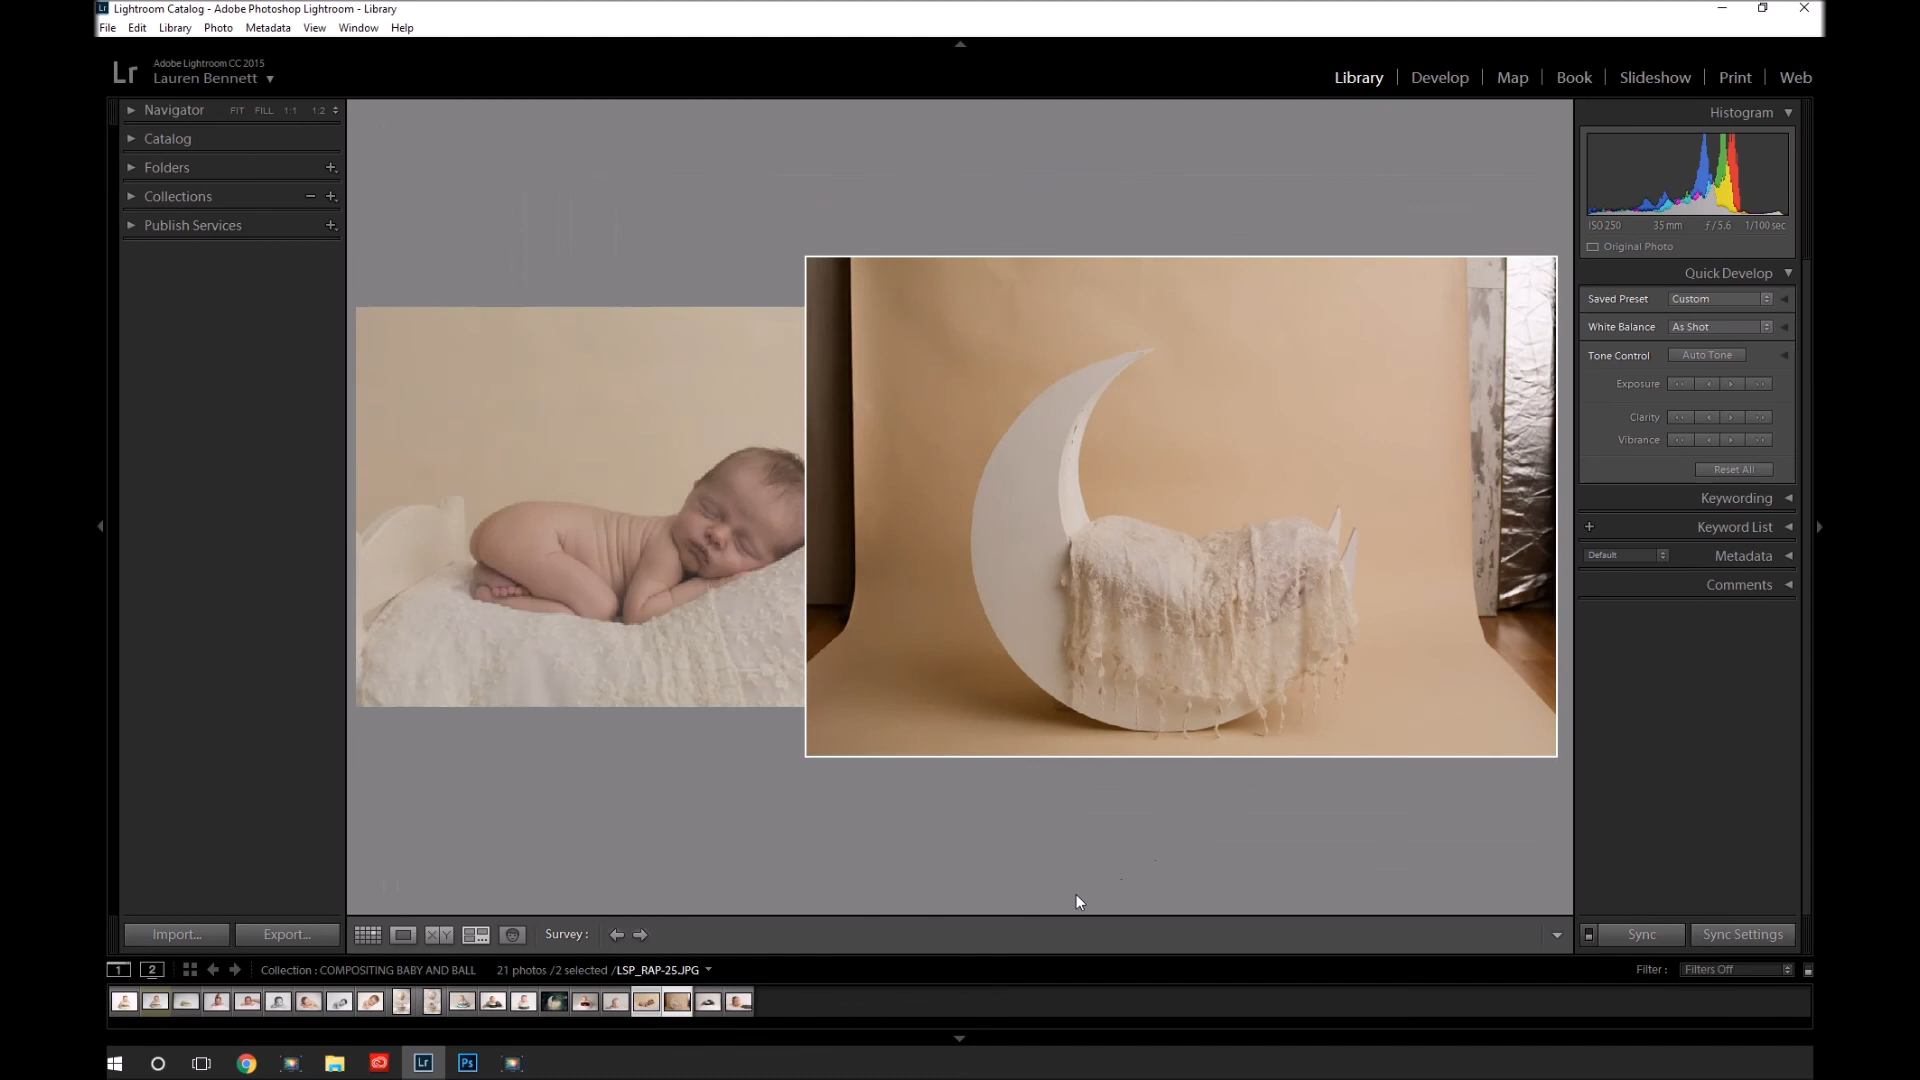 Lr Lightroom Catalog - Adobe Photoshop Lightroom - Library
File Edit Library Photo Metadata View Window Help
Lr
Adobe Lightroom CC 2015
Lauren Bennett
Library Develop Map Book Slideshow Print Web
Navigator FIT FILL 1:1 1:2
Catalog
Folders
Collections
Publish Services
Histogram
ISO 250 35 mm ƒ / 5.6 1/100 sec
Original Photo
Quick Develop
Saved Preset Custom
White Balance As Shot
Tone Control Auto Tone
Exposure
Clarity
Vibrance
Reset All
Keywording
Keyword List
Default Metadata
Comments
Import... Export...
X Y
Survey :
Sync Sync Settings
1 2 Collection : COMPOSITING BABY AND BALL 21 photos / 2 selected / LSP_RAP-25.JPG
Filter : Filters Off
Lr Ps